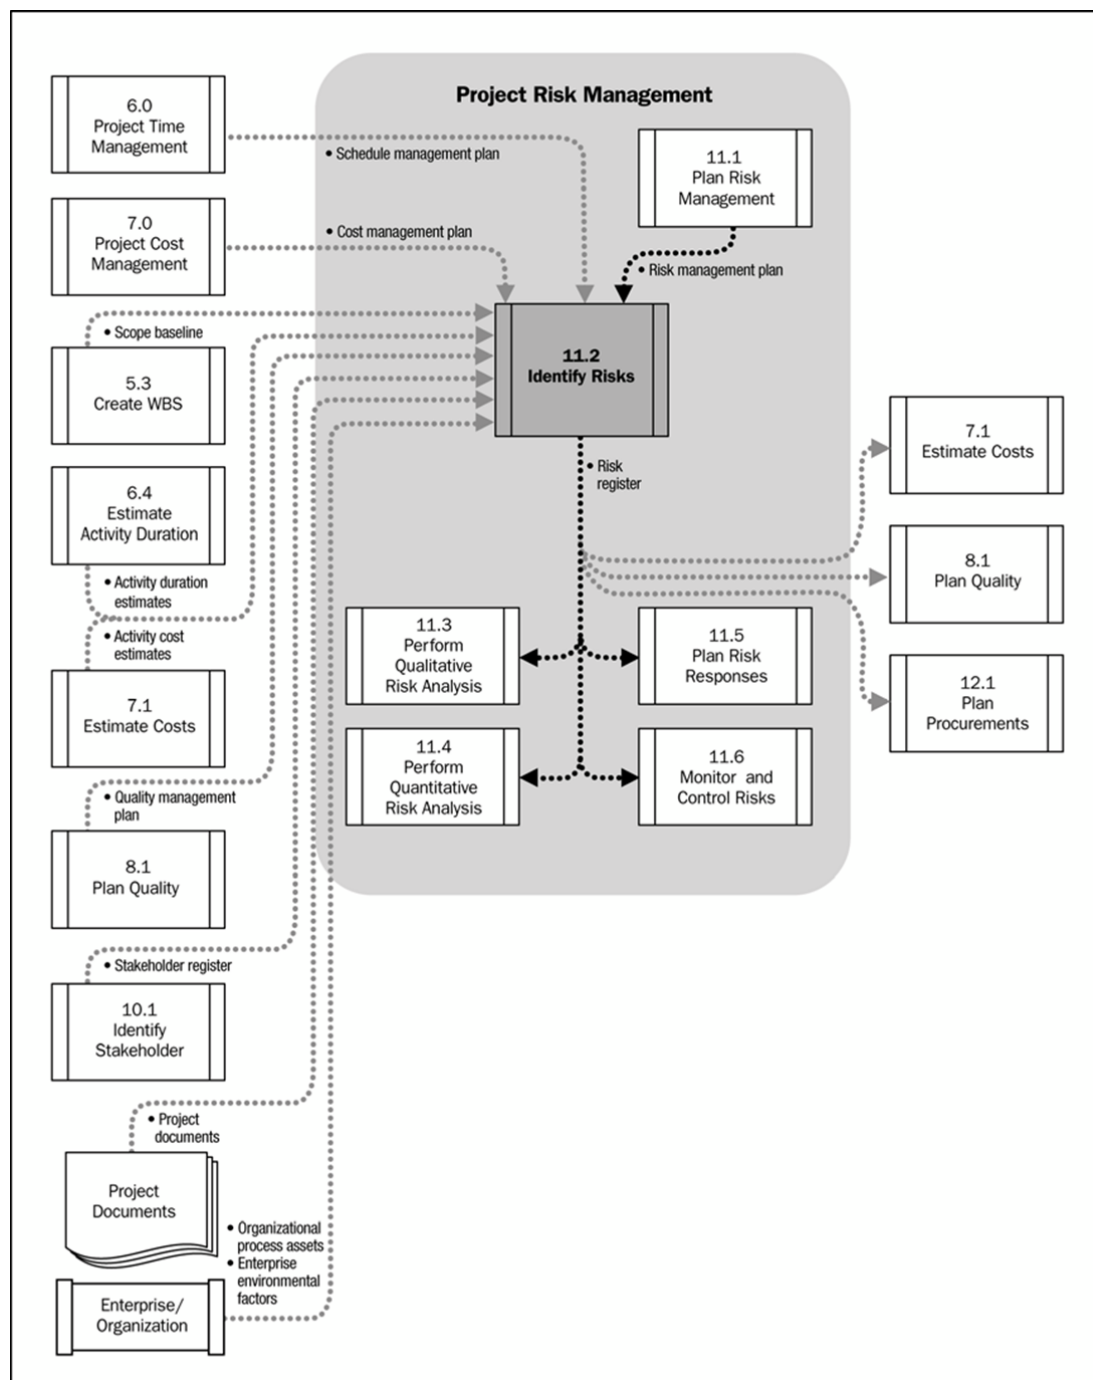 Project Risk Management
6.0
Project Time
Management
• Schedule management plan
11.1
Plan Risk
Management
7.0
Project Cost
Management
• Cost management plan
• Risk management plan
• Scope baseline
5.3
Create WBS
11.2
Identify Risks
• Risk
register
7.1
Estimate Costs
6.4
Estimate
Activity Duration
• Activity duration
estimates
8.1
Plan Quality
• Activity cost
estimates
7.1
Estimate Costs
11.3
Perform
Qualitative
Risk Analysis
11.5
Plan Risk
Responses
12.1
Plan
Procurements
11.4
Perform
Quantitative
Risk Analysis
11.6
Monitor and
Control Risks
• Quality management
plan
8.1
Plan Quality
• Stakeholder register
10.1
Identify
Stakeholder
• Project
documents
Project
Documents
• Organizational
process assets
• Enterprise
environmental
factors
Enterprise/
Organization